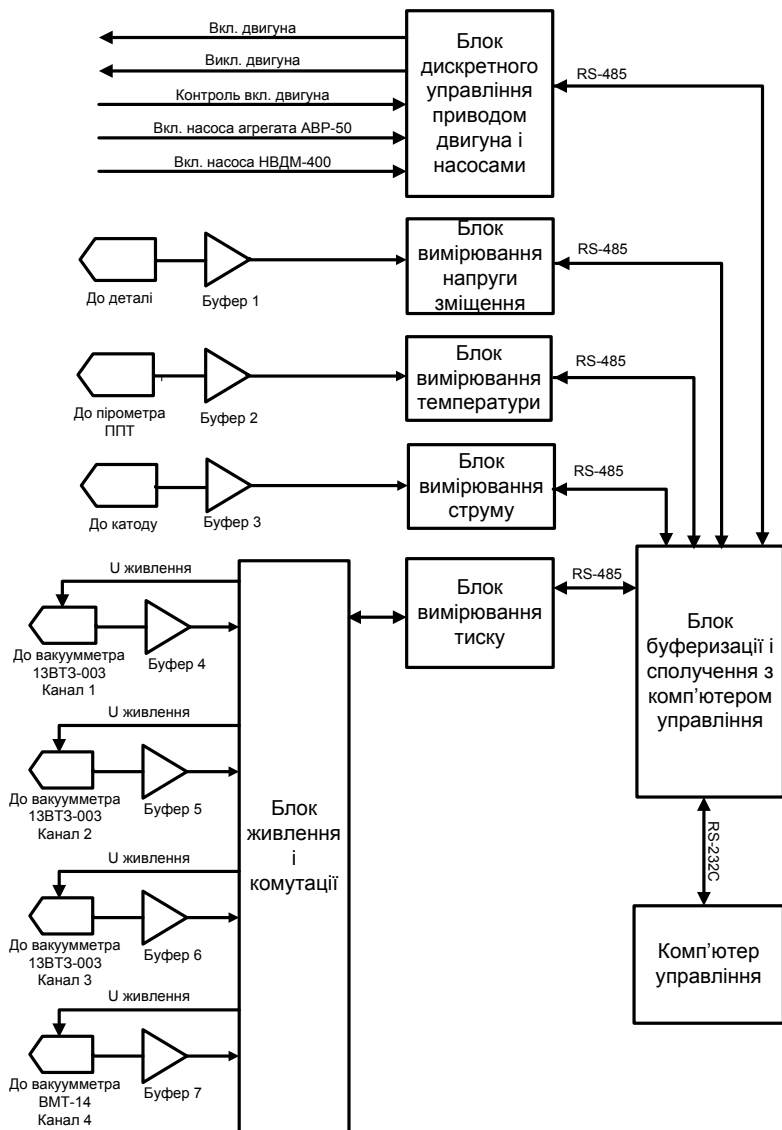 Вкл. двигуна
Викл. двигуна
Контроль вкл. двигуна
Вкл. насоса агрегата АВР-50
Вкл. насоса НВДМ-400
Блок
дискретного
управління
приводом
двигуна і
насосами
RS-485
До деталі
Буфер 1
Блок
вимірювання
напруги
зміщення
RS-485
До пірометра
ППТ
Буфер 2
Блок
вимірювання
температури
RS-485
До катоду
Буфер 3
Блок
вимірювання
струму
RS-485
U живлення
До вакуумметра
13ВТЗ-003
Канал 1
Буфер 4
U живлення
До вакуумметра
13ВТЗ-003
Канал 2
Буфер 5
U живлення
До вакуумметра
13ВТЗ-003
Канал 3
Буфер 6
U живлення
До вакуумметра
ВМТ-14
Канал 4
Буфер 7
Блок
живлення
і
комутації
Блок
вимірювання
тиску
RS-485
Блок
буферизації і
сполучення з
комп’ютером
управління
RS-232C
Комп’ютер
управління